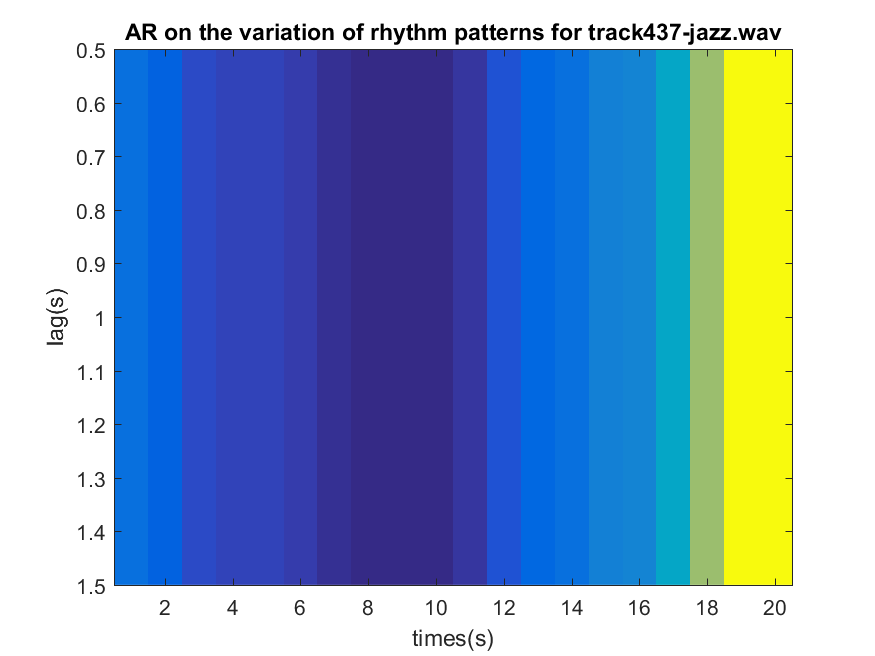 AR on the variation of rhythm patterns for track437-jazz.wav
0.5
0.6
0.7
0.8
0.9
1
1.1
1.2
1.3
1.4
1.5
lag(s)
2 4 6 8 10 12 14 16 18 20
times(s)